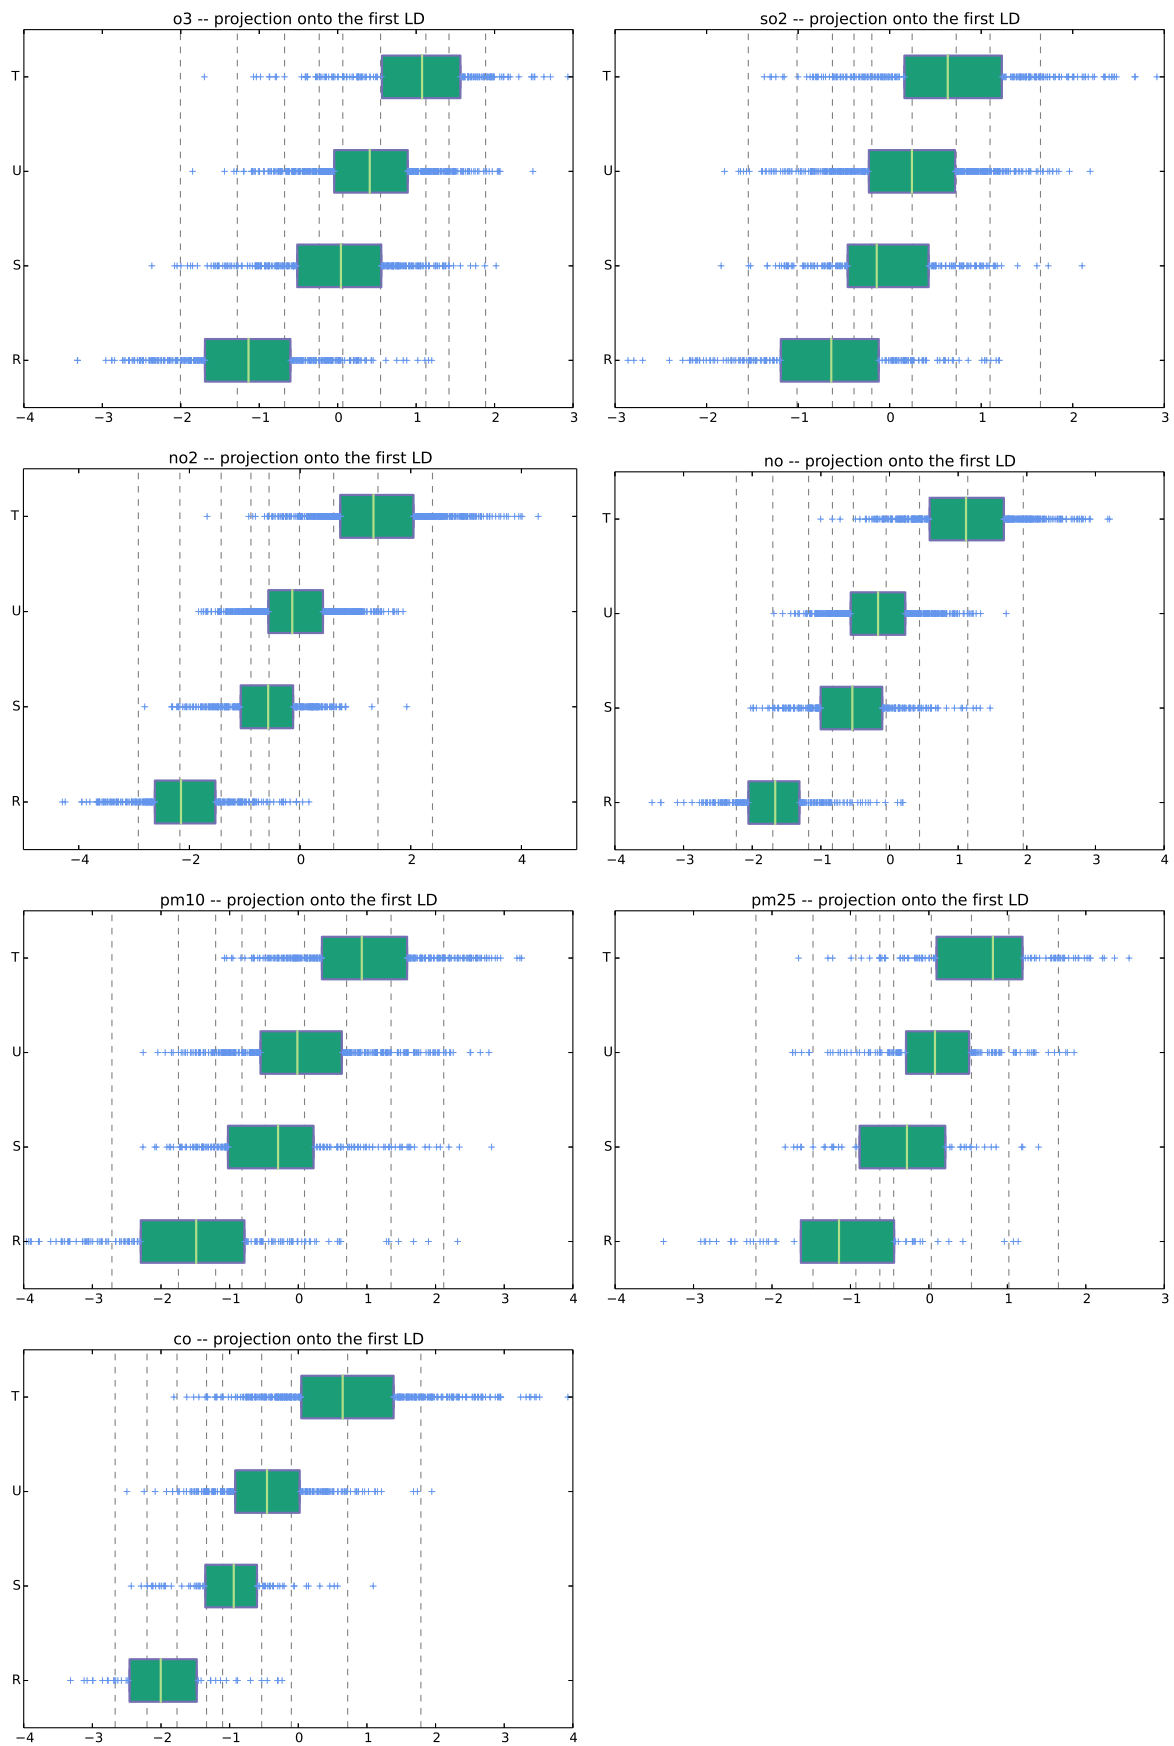 o3 -- projection onto the first LD
T
U
S
R
−4 −3 −2 −1 0 1 2 3
so2 -- projection onto the first LD
T
U
S
R
−3 −2 −1 0 1 2 3
no2 -- projection onto the first LD
T
U
S
R
−4 −2 0 2 4
no -- projection onto the first LD
T
U
S
R
−4 −3 −2 −1 0 1 2 3 4
pm10 -- projection onto the first LD
T
U
S
R
−4 −3 −2 −1 0 1 2 3 4
pm25 -- projection onto the first LD
T
U
S
R
−4 −3 −2 −1 0 1 2 3
co -- projection onto the first LD
T
U
S
R
−4 −3 −2 −1 0 1 2 3 4